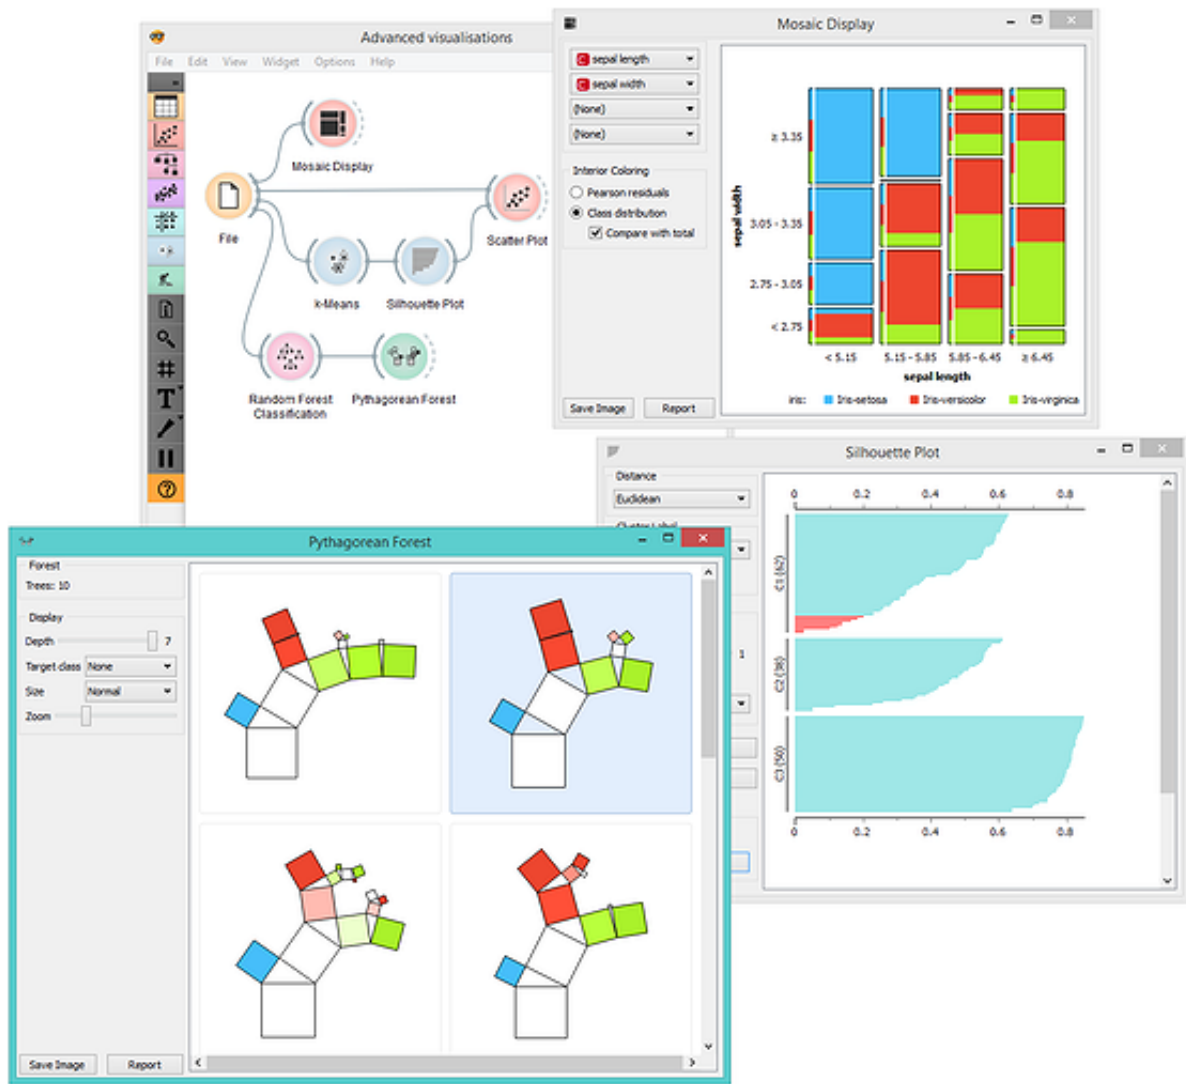 Advanced visualisations
File Edit View Widget Options Help
Mosaic Display
File
Scatter Plot
k-Means
Silhouette Plot
Random Forest
Classification
Pythagorean Forest
Mosaic Display
sepal length
sepal width
(None)
(None)
Interior Coloring
Pearson residuals
Class distribution
Compare with total
Save Image Report
sepal width
≥ 3.35
3.05 - 3.35
2.75 - 3.05
< 2.75
< 5.15 5.15 - 5.85 5.85 - 6.45 ≥ 6.45
sepal length
iris: Iris-setosa Iris-versicolor Iris-virginica
Silhouette Plot
Distance
Euclidean
Cluster Label
1
0 0.2 0.4 0.6 0.8
C1 (62)
C2 (38)
C3 (50)
0 0.2 0.4 0.6 0.8
Pythagorean Forest
Forest
Trees: 10
Display
Depth 7
Target class None
Size Normal
Zoom
Save Image Report